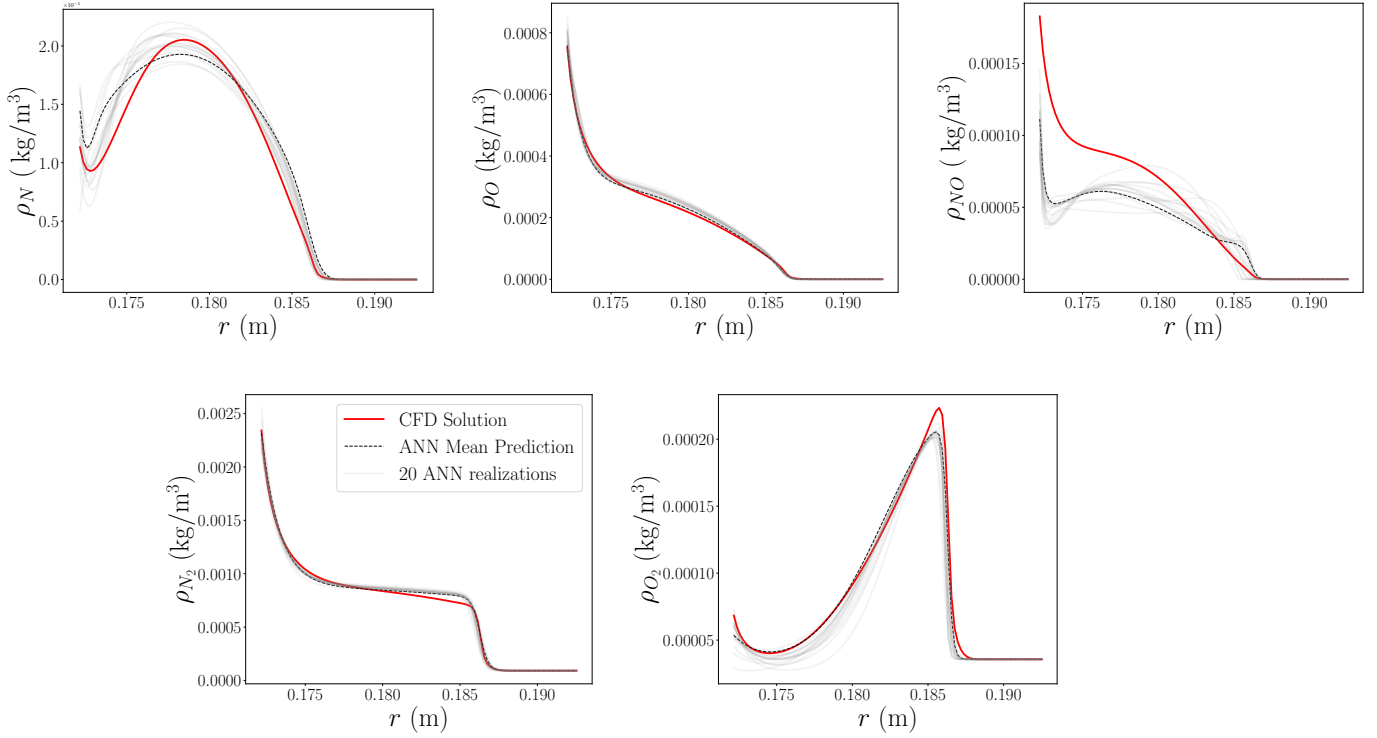 ×10⁻⁵
2.0
1.5
1.0
0.5
0.0
ρ_N ( kg/m³)
0.175 0.180 0.185 0.190
r (m)
0.0008
0.0006
0.0004
0.0002
0.0000
ρ_O (kg/m³)
0.175 0.180 0.185 0.190
r (m)
0.00015
0.00010
0.00005
0.00000
ρ_NO ( kg/m³)
0.175 0.180 0.185 0.190
r (m)
0.0025
0.0020
0.0015
0.0010
0.0005
0.0000
ρ_N₂ (kg/m³)
CFD Solution
ANN Mean Prediction
20 ANN realizations
0.175 0.180 0.185 0.190
r (m)
0.00020
0.00015
0.00010
0.00005
ρ_O₂ (kg/m³)
0.175 0.180 0.185 0.190
r (m)